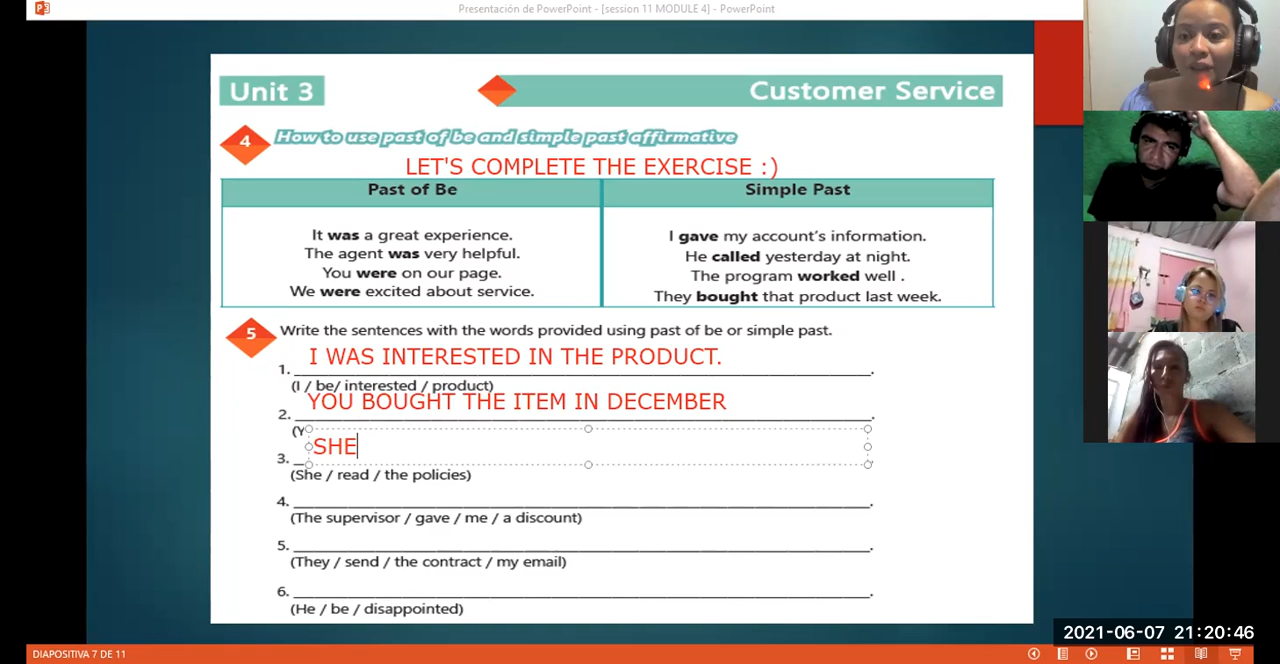 Presentación de PowerPoint - [session 11 MODULE 4] - PowerPoint
Unit 3
Customer Service
4 How to use past of be and simple past affirmative
LET'S COMPLETE THE EXERCISE :)
Past of Be
Simple Past
It was a great experience.
The agent was very helpful.
You were on our page.
We were excited about service.
I gave my account's information.
He called yesterday at night.
The program worked well .
They bought that product last week.
5 Write the sentences with the words provided using past of be or simple past.
I WAS INTERESTED IN THE PRODUCT.
1. ______.
(I / be/ interested / product)
YOU BOUGHT THE ITEM IN DECEMBER
2. ______.
(Y
SHE
3. ______.
(She / read / the policies)
4. ______.
(The supervisor / gave / me / a discount)
5. ______.
(They / send / the contract / my email)
6. ______.
(He / be / disappointed)
2021-06-07 21:20:46
DIAPOSITIVA 7 DE 11